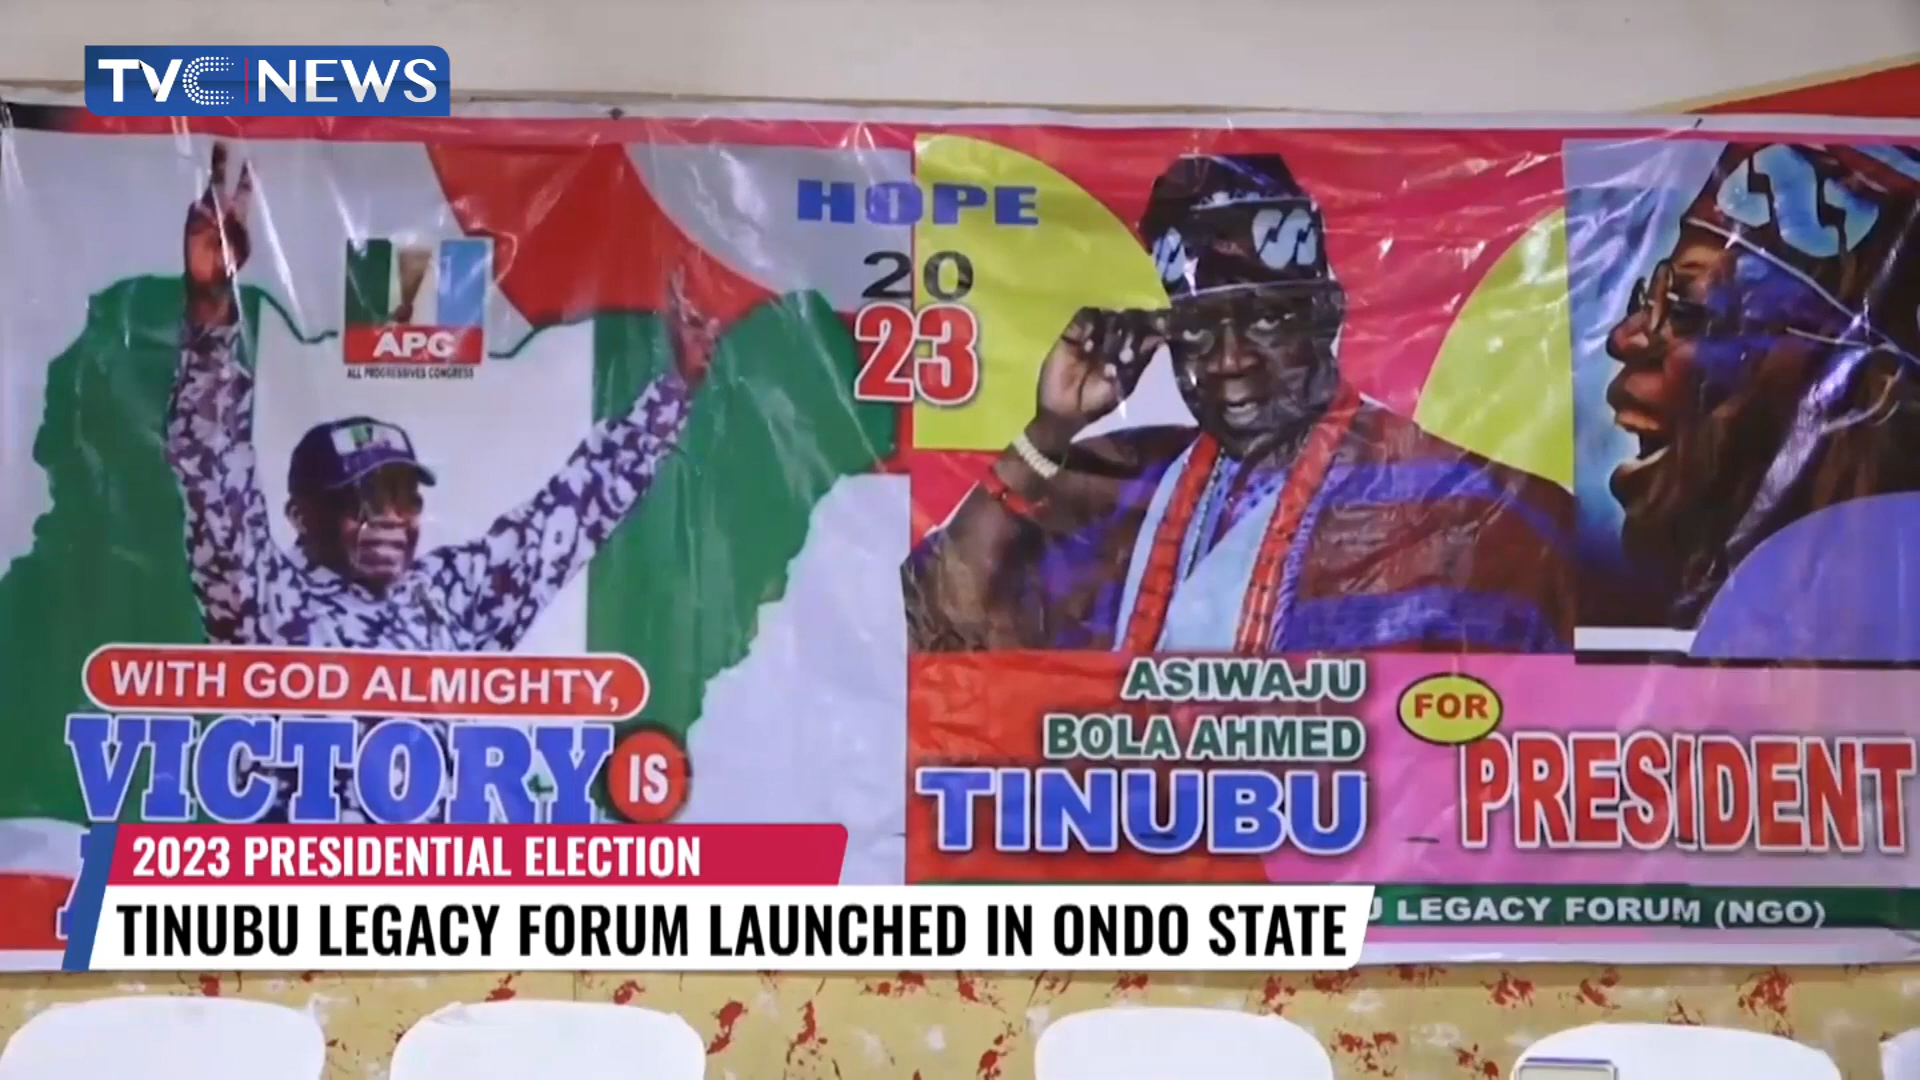 TVC NEWS
HOPE
20
23
APC
ALL PROGRESSIVES CONGRESS
WITH GOD ALMIGHTY,
VICTORY IS
ASIWAJU
BOLA AHMED
TINUBU
FOR
PRESIDENT
LEGACY FORUM (NGO)
2023 PRESIDENTIAL ELECTION
TINUBU LEGACY FORUM LAUNCHED IN ONDO STATE